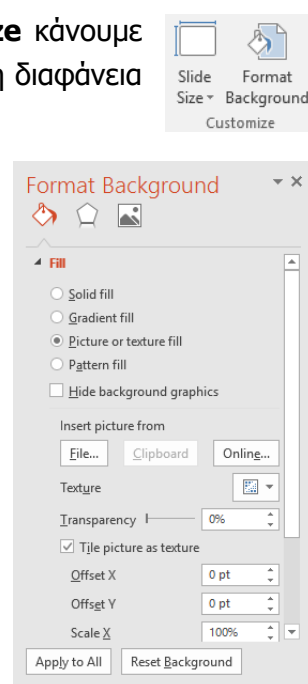 ze κάνουμε
η διαφάνεια
Slide Format
Size Background
Customize
Format Background
Fill
Solid fill
Gradient fill
Picture or texture fill
Pattern fill
Hide background graphics
Insert picture from
File... Clipboard Online...
Texture
Transparency 0%
Tile picture as texture
Offset X 0 pt
Offset Y 0 pt
Scale X 100%
Apply to All Reset Background